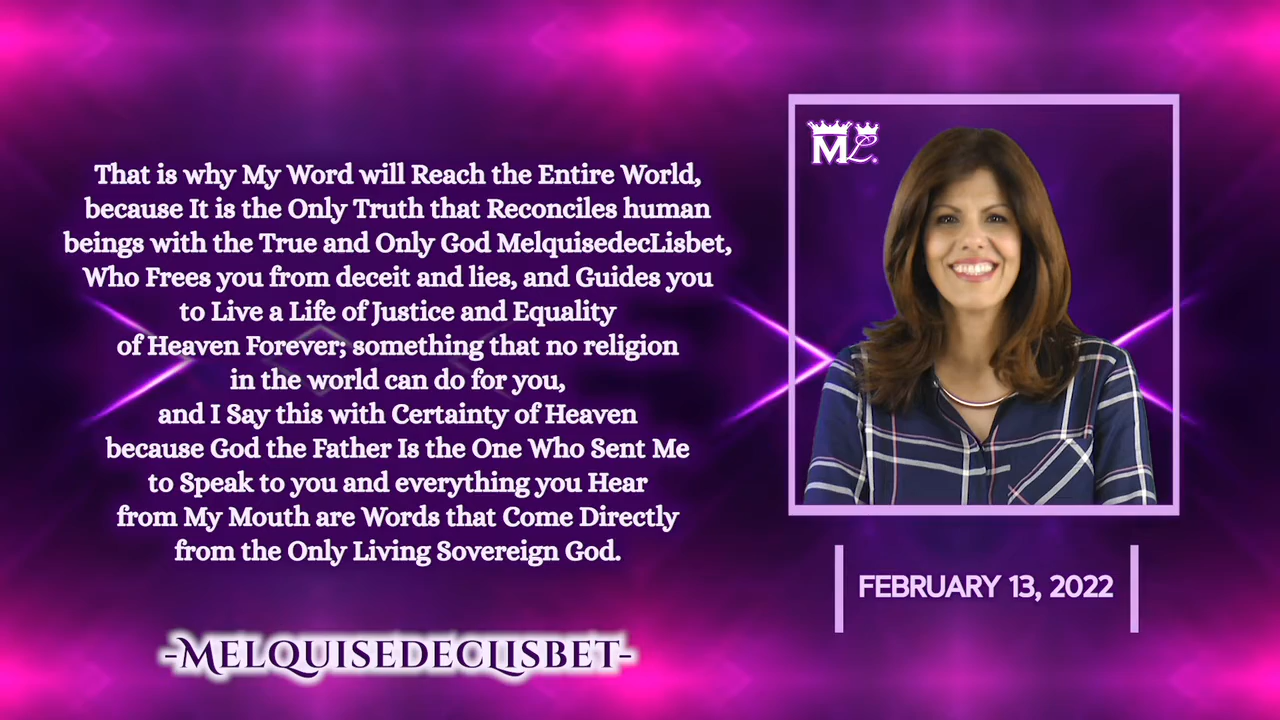 That is why My Word will Reach the Entire World,
because It is the Only Truth that Reconciles human
beings with the True and Only God MelquisedecLisbet,
Who Frees you from deceit and lies, and Guides you
to Live a Life of Justice and Equality
of Heaven Forever; something that no religion
in the world can do for you,
and I Say this with Certainty of Heaven
because God the Father Is the One Who Sent Me
to Speak to you and everything you Hear
from My Mouth are Words that Come Directly
from the Only Living Sovereign God.
-MELQUISEDECLISBET-
ML.
FEBRUARY 13, 2022